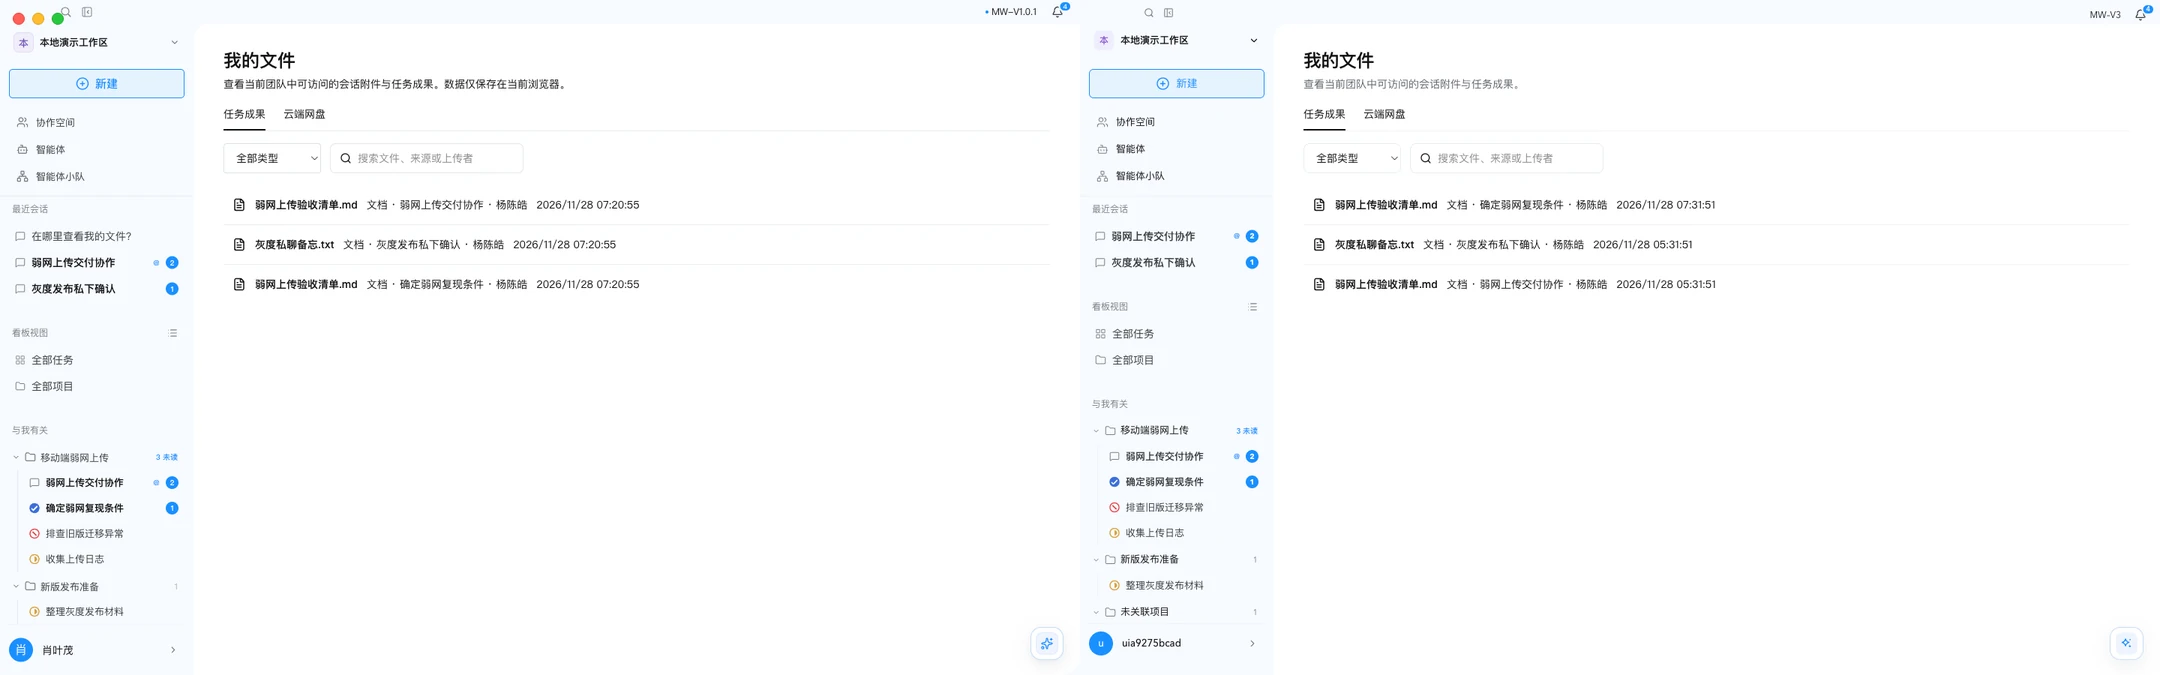 MW-V1.0.1
4
本 本地演示工作区
新建
协作空间
智能体
智能体小队
最近会话
在哪里查看我的文件?
弱网上传交付协作 @ 2
灰度发布私下确认 1
看板视图
全部任务
全部项目
与我有关
移动端弱网上传 3 未读
弱网上传交付协作 @ 2
确定弱网复现条件 1
排查旧版迁移异常
收集上传日志
新版发布准备 1
整理灰度发布材料
肖 肖叶茂
我的文件
查看当前团队中可访问的会话附件与任务成果。数据仅保存在当前浏览器。
任务成果 云端网盘
全部类型 搜索文件、来源或上传者
弱网上传验收清单.md 文档 · 弱网上传交付协作 · 杨陈皓 2026/11/28 07:20:55
灰度私聊备忘.txt 文档 · 灰度发布私下确认 · 杨陈皓 2026/11/28 07:20:55
弱网上传验收清单.md 文档 · 确定弱网复现条件 · 杨陈皓 2026/11/28 07:20:55
MW-V3
4
本 本地演示工作区
新建
协作空间
智能体
智能体小队
最近会话
弱网上传交付协作 @ 2
灰度发布私下确认 1
看板视图
全部任务
全部项目
与我有关
移动端弱网上传 3 未读
弱网上传交付协作 @ 2
确定弱网复现条件 1
排查旧版迁移异常
收集上传日志
新版发布准备 1
整理灰度发布材料
未关联项目 1
u uia9275bcad
我的文件
查看当前团队中可访问的会话附件与任务成果。
任务成果 云端网盘
全部类型 搜索文件、来源或上传者
弱网上传验收清单.md 文档 · 确定弱网复现条件 · 杨陈皓 2026/11/28 07:31:51
灰度私聊备忘.txt 文档 · 灰度发布私下确认 · 杨陈皓 2026/11/28 05:31:51
弱网上传验收清单.md 文档 · 弱网上传交付协作 · 杨陈皓 2026/11/28 05:31:51